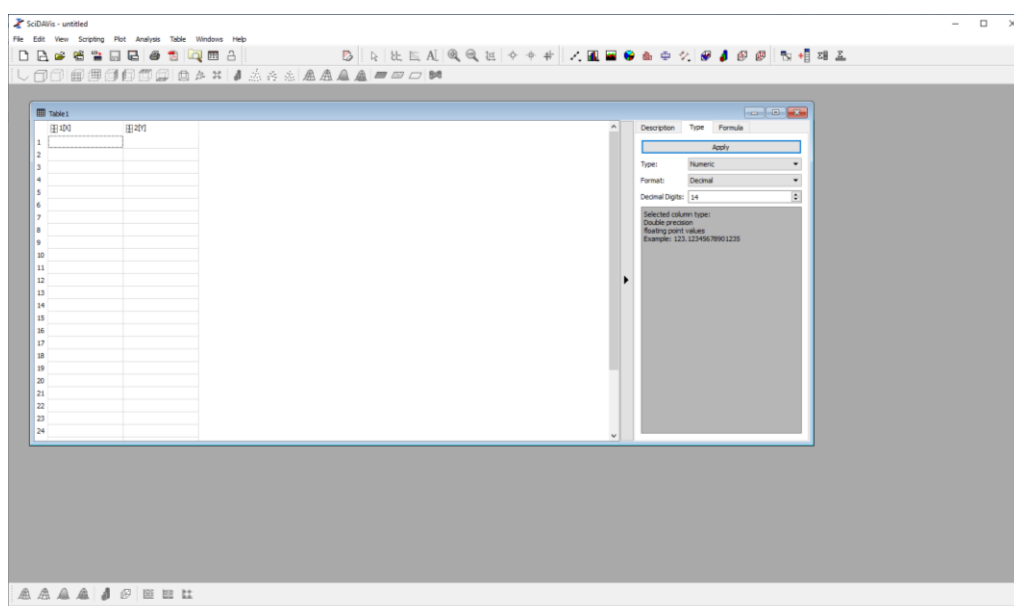 SciDAVis - untitled
File Edit View Scripting Plot Analysis Table Windows Help
Table1
1[X] 2[Y]
Description Type Formula
Apply
Type: Numeric
Format: Decimal
Decimal Digits: 14
Selected column type:
Double precision
floating point values
Example: 123.12345678901235
1
2
3
4
5
6
7
8
9
10
11
12
13
14
15
16
17
18
19
20
21
22
23
24